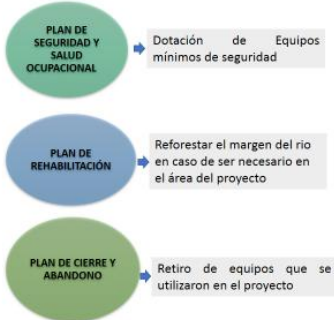 PLAN DE
SEGURIDAD Y
SALUD
OCUPACIONAL
Dotación de Equipos
mínimos de seguridad
PLAN DE
REHABILITACIÓN
Reforestar el margen del rio
en caso de ser necesario en
el área del proyecto
PLAN DE CIERRE Y
ABANDONO
Retiro de equipos que se
utilizaron en el proyecto